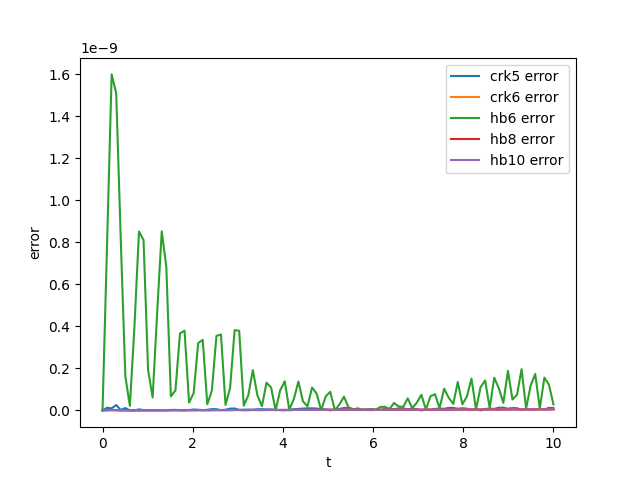 1e−9
1.6
1.4
1.2
1.0
0.8
0.6
0.4
0.2
0.0
error
0 2 4 6 8 10
t
crk5 error
crk6 error
hb6 error
hb8 error
hb10 error